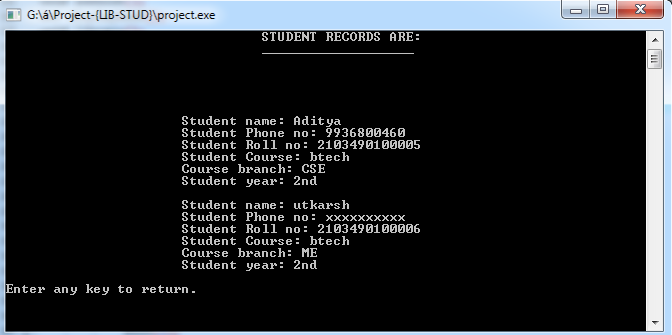 G:\á\Project-{LIB-STUD}\project.exe
STUDENT RECORDS ARE:
Student name: Aditya
Student Phone no: 9936800460
Student Roll no: 2103490100005
Student Course: btech
Course branch: CSE
Student year: 2nd
Student name: utkarsh
Student Phone no: xxxxxxxxxx
Student Roll no: 2103490100006
Student Course: btech
Course branch: ME
Student year: 2nd
Enter any key to return.